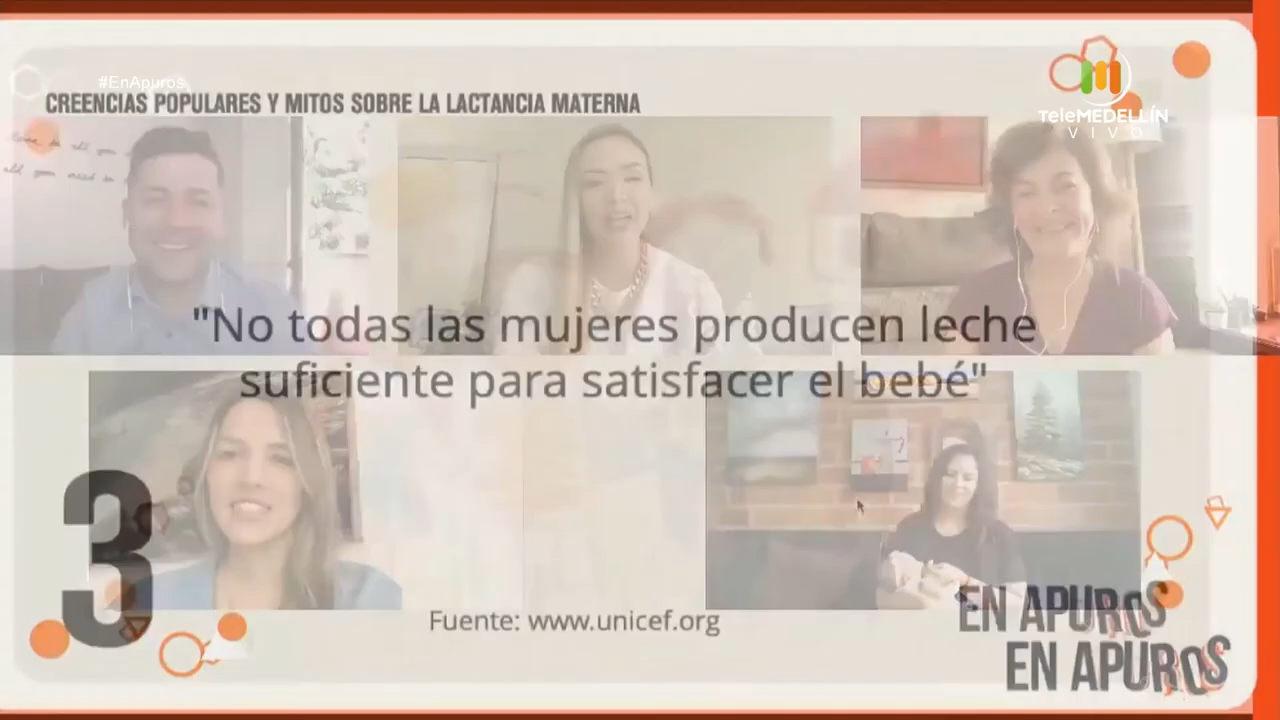 #EnApuros
CREENCIAS POPULARES Y MITOS SOBRE LA LACTANCIA MATERNA
TeleMEDELLÍN
VIVO
"No todas las mujeres producen leche
suficiente para satisfacer el bebé"
3
Fuente: www.unicef.org
EN APUROS
EN APUROS